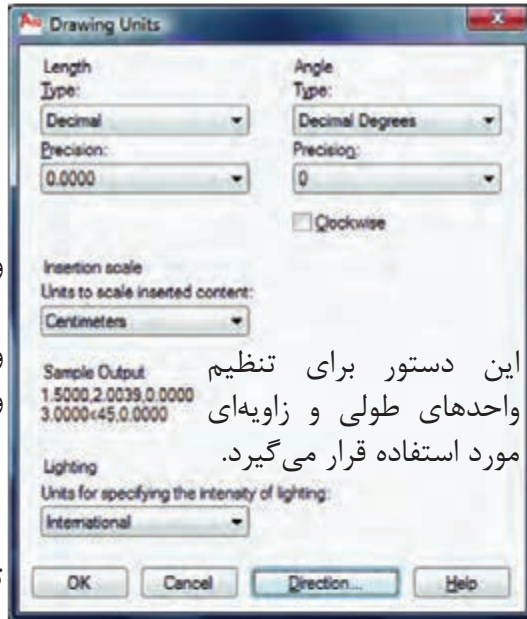 Drawing Units
Length
Type:
Decimal
Precision:
0.0000
Angle
Type:
Decimal Degrees
Precision:
0
Clockwise
Insertion scale
Units to scale inserted content:
Centimeters
Sample Output
1.5000,2.0039,0.0000
3.0000<45,0.0000
این دستور برای تنظیم
واحدهای طولی و زاویه‌ای
مورد استفاده قرار می‌گیرد.
Lighting
Units for specifying the intensity of lighting:
International
OK Cancel Direction... Help